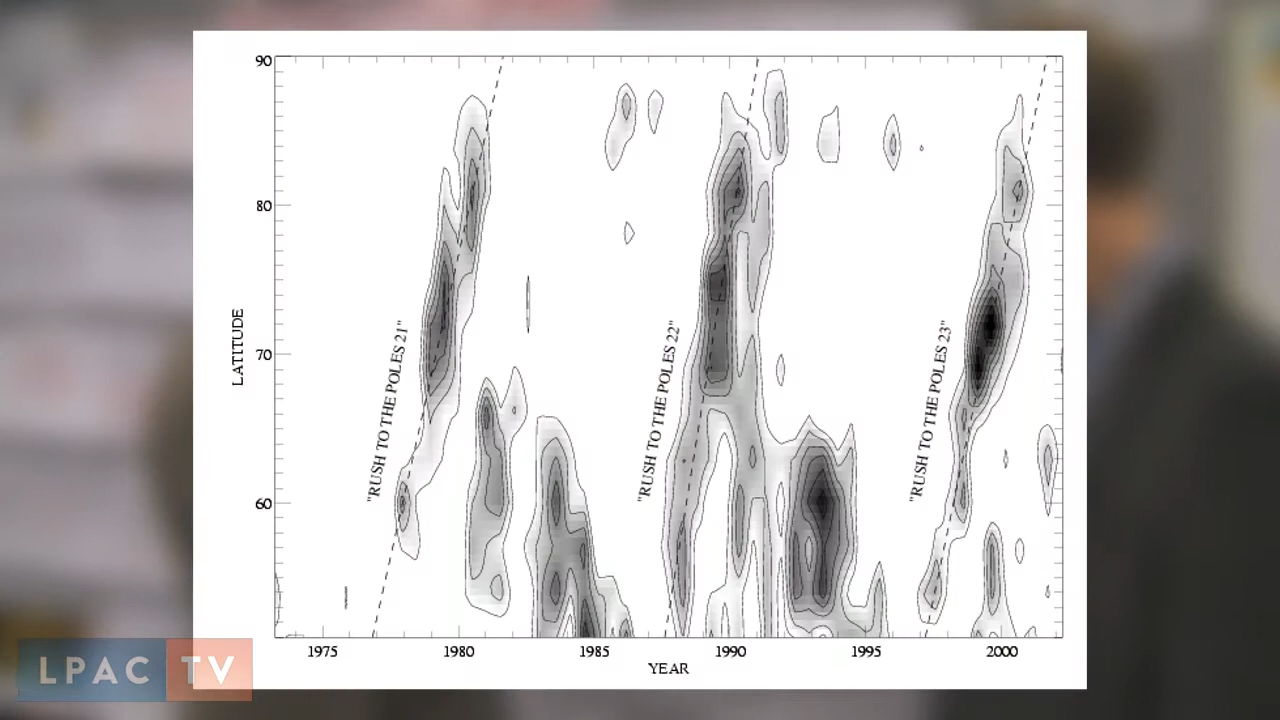 90
80
70
60
LATITUDE
"RUSH TO THE POLES 21"
"RUSH TO THE POLES 22"
"RUSH TO THE POLES 23"
1975 1980 1985 1990 1995 2000
YEAR
LPAC TV